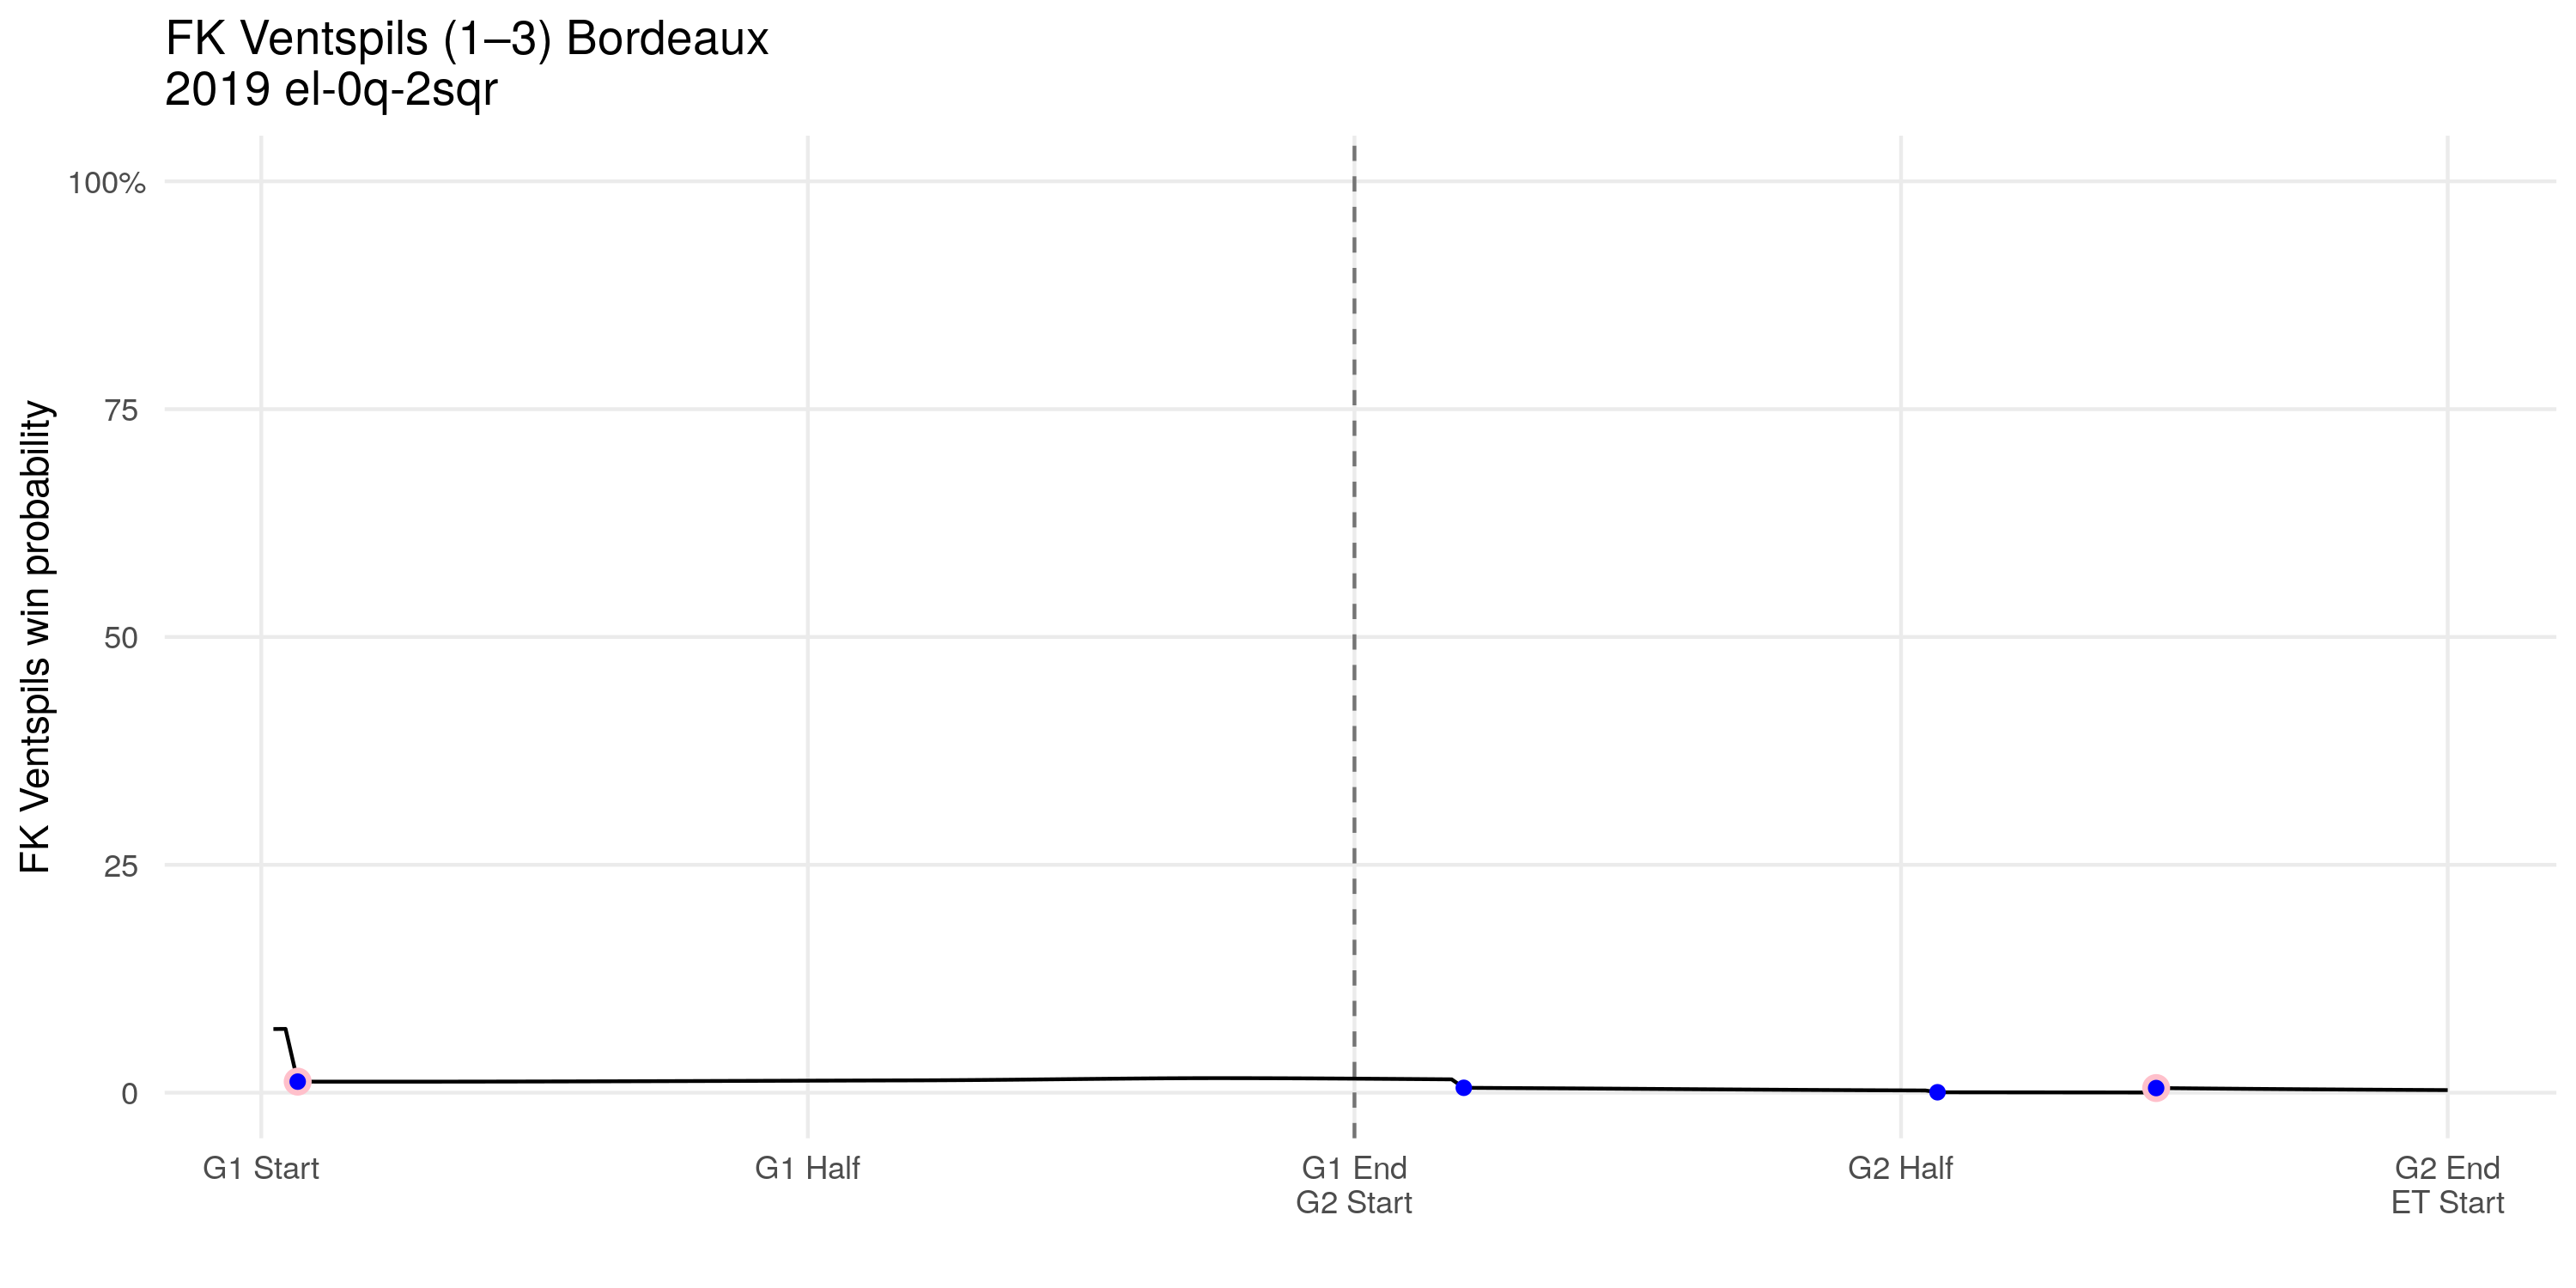 FK Ventspils (1–3) Bordeaux
2019 el-0q-2sqr
FK Ventspils win probability
100%
75
50
25
0
G1 Start
G1 Half
G1 End
G2 Start
G2 Half
G2 End
ET Start